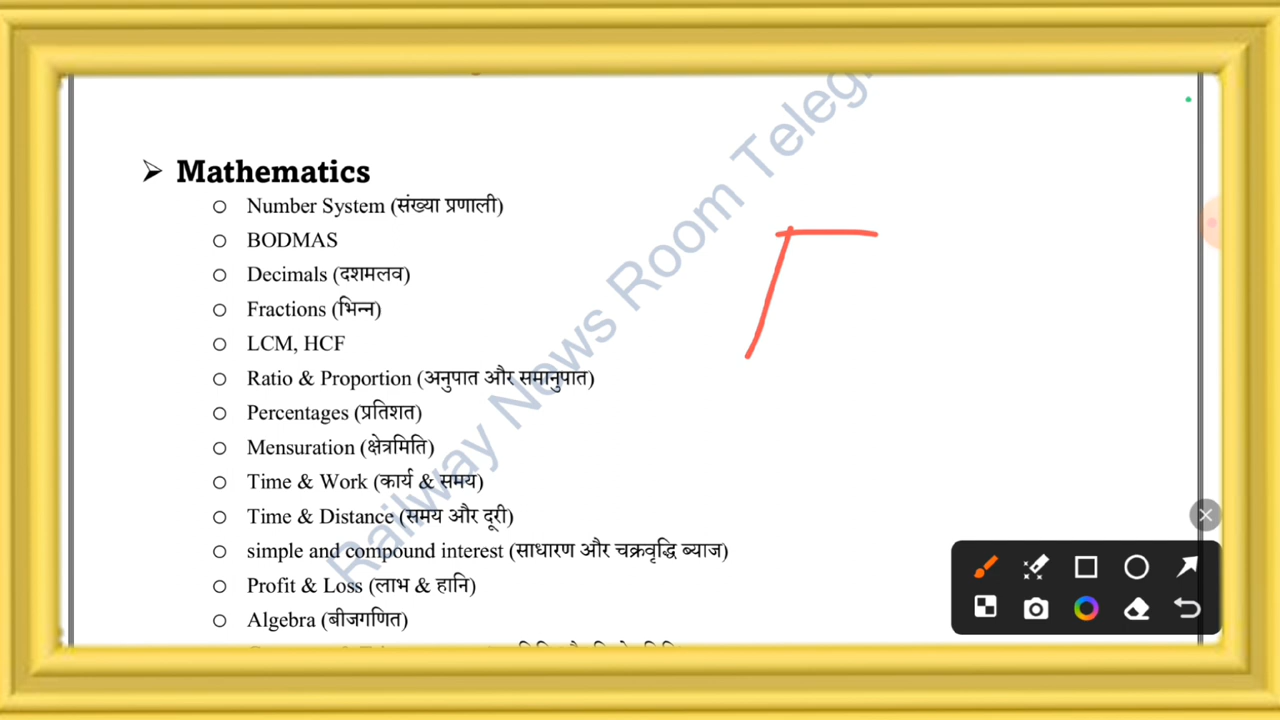 Railway News Room Teleg
➢ Mathematics
○ Number System (संख्या प्रणाली)
○ BODMAS
○ Decimals (दशमलव)
○ Fractions (भिन्न)
○ LCM, HCF
○ Ratio & Proportion (अनुपात और समानुपात)
○ Percentages (प्रतिशत)
○ Mensuration (क्षेत्रमिति)
○ Time & Work (कार्य & समय)
○ Time & Distance (समय और दूरी)
○ simple and compound interest (साधारण और चक्रवृद्धि ब्याज)
○ Profit & Loss (लाभ & हानि)
○ Algebra (बीजगणित)